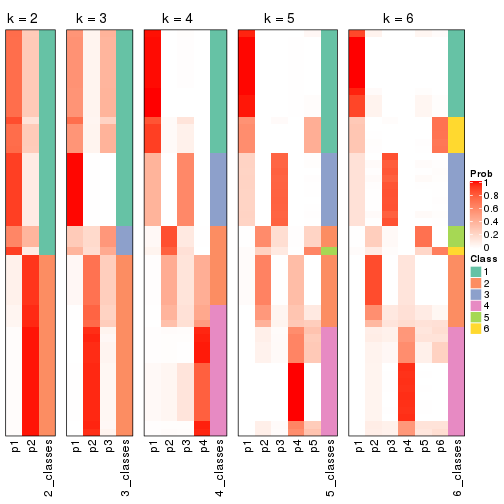 k = 2
k = 3
k = 4
k = 5
k = 6
Prob
1
0.8
0.6
0.4
0.2
0
Class
1
2
3
4
5
6
p1
p2
2_classes
p1
p2
p3
3_classes
p1
p2
p3
p4
4_classes
p1
p2
p3
p4
p5
5_classes
p1
p2
p3
p4
p5
p6
6_classes